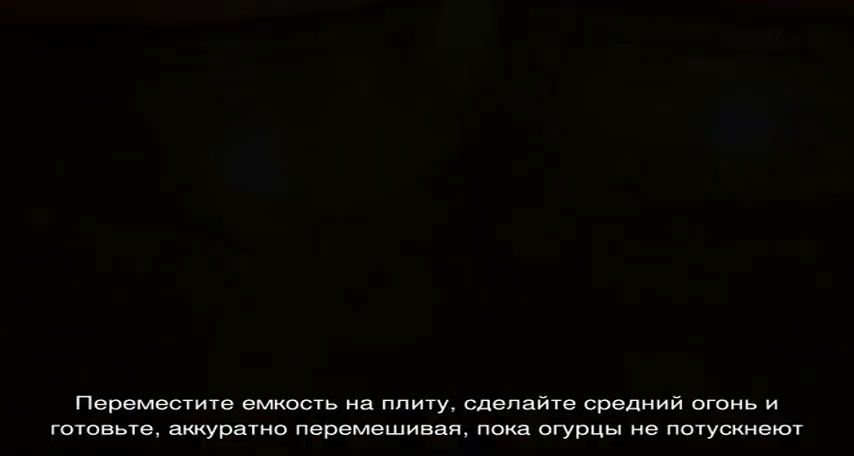 Переместите емкость на плиту, сделайте средний огонь и
готовьте, аккуратно перемешивая, пока огурцы не потускнеют